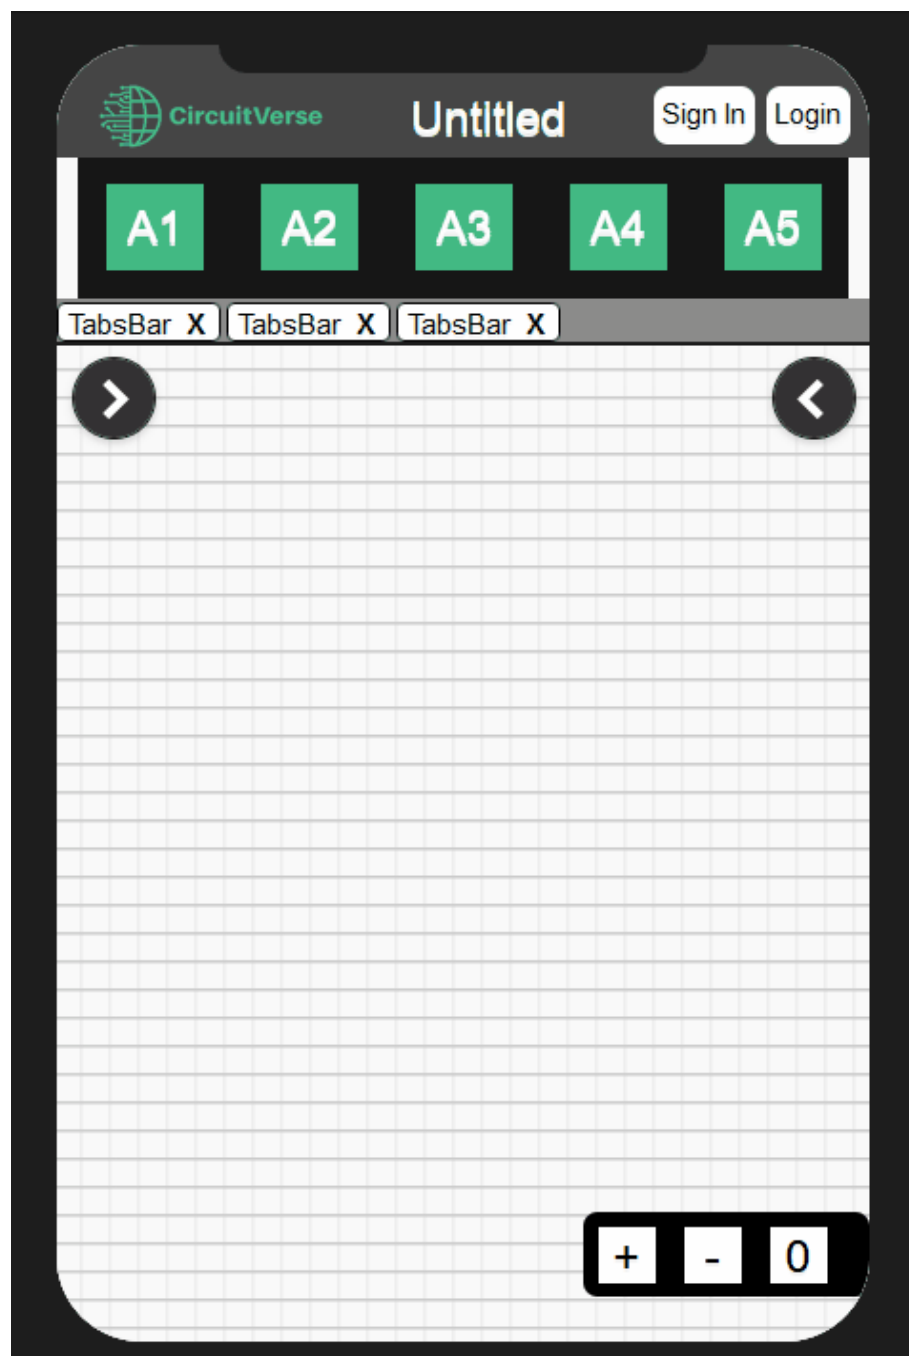 CircuitVerse Untitled Sign In Login
A1 A2 A3 A4 A5
TabsBar X TabsBar X TabsBar X
+ - 0